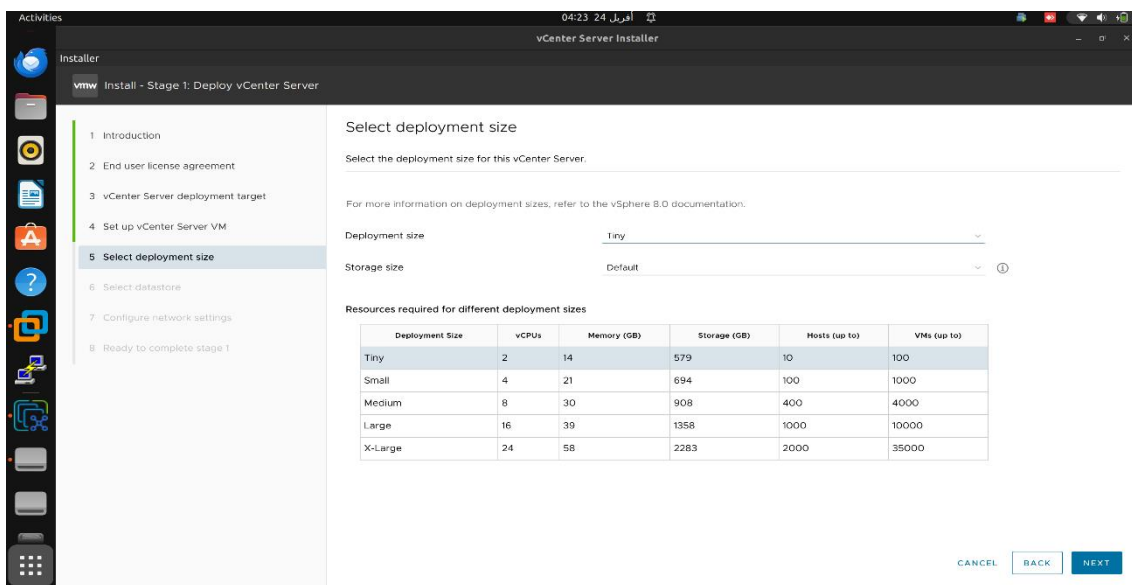 Activities
أفريل 24 04:23
vCenter Server Installer
Installer
vmw Install - Stage 1: Deploy vCenter Server
1 Introduction
2 End user license agreement
3 vCenter Server deployment target
4 Set up vCenter Server VM
5 Select deployment size
6 Select datastore
7 Configure network settings
8 Ready to complete stage 1
Select deployment size
Select the deployment size for this vCenter Server.
For more information on deployment sizes, refer to the vSphere 8.0 documentation.
Deployment size Tiny
Storage size Default
Resources required for different deployment sizes
Deployment Size vCPUs Memory (GB) Storage (GB) Hosts (up to) VMs (up to)
Tiny 2 14 579 10 100
Small 4 21 694 100 1000
Medium 8 30 908 400 4000
Large 16 39 1358 1000 10000
X-Large 24 58 2283 2000 35000
CANCEL BACK NEXT